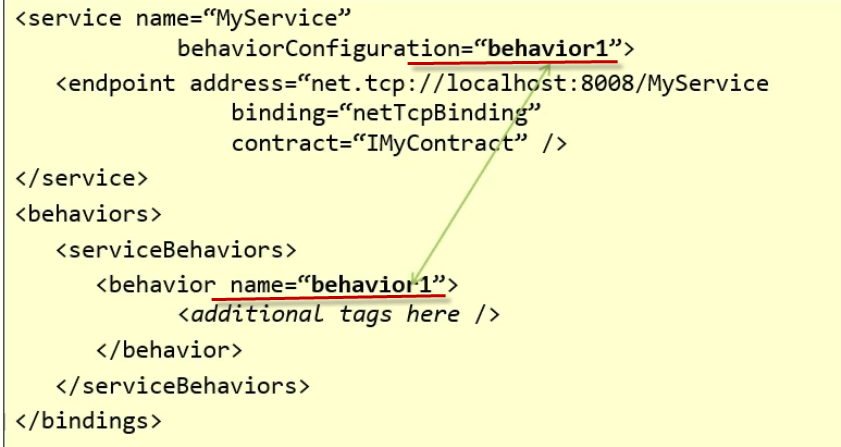 <service name=“MyService”
behaviorConfiguration=“behavior1”>
<endpoint address=“net.tcp://localhost:8008/MyService
binding=“netTcpBinding”
contract=“IMyContract” />
</service>
<behaviors>
<serviceBehaviors>
<behavior name=“behavior1”>
<additional tags here />
</behavior>
</serviceBehaviors>
</bindings>